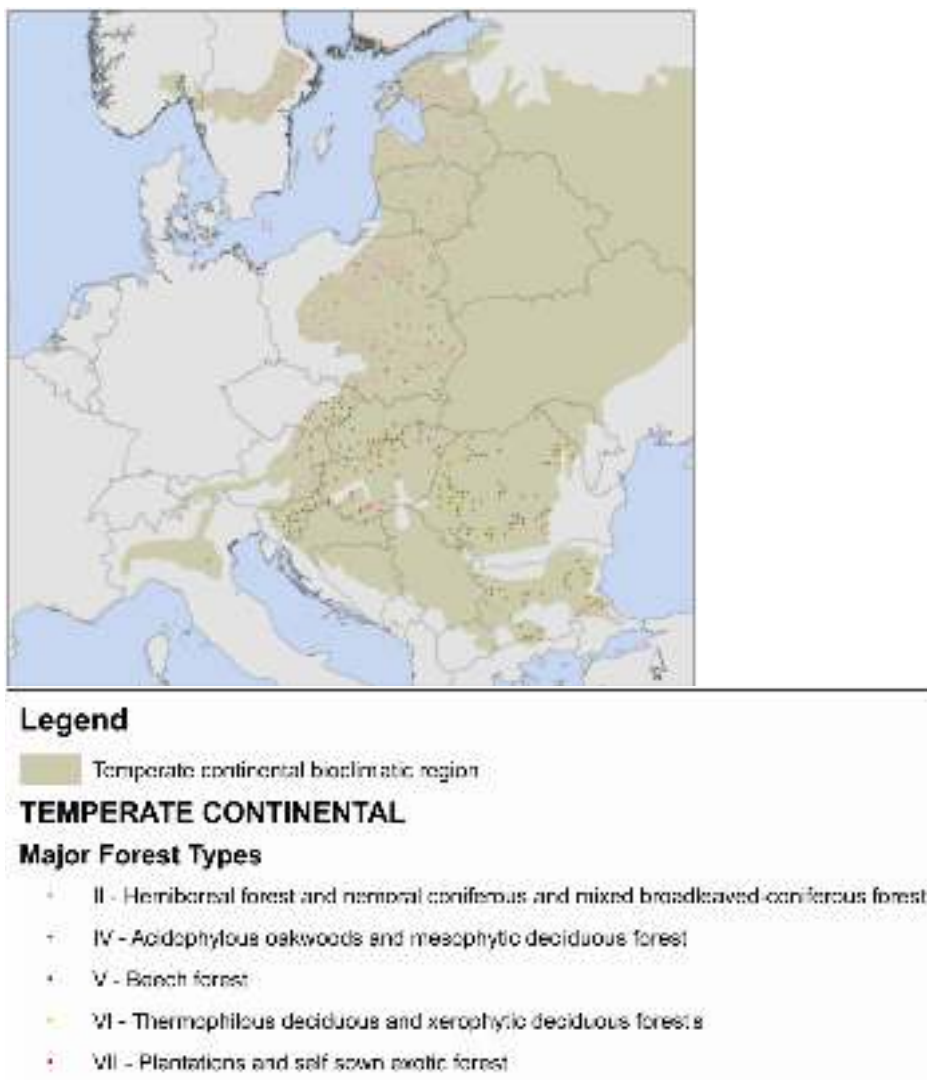 Legend
Temperate continental bioclimatic region
TEMPERATE CONTINENTAL
Major Forest Types
II - Hemiboreal forest and nemoral coniferous and mixed broadleaved-coniferous forest
IV - Acidophylous oakwoods and mesophytic deciduous forest
V - Beech forest
VI - Thermophilous deciduous and xerophytic deciduous forests
VII - Plantations and self sown exotic forest